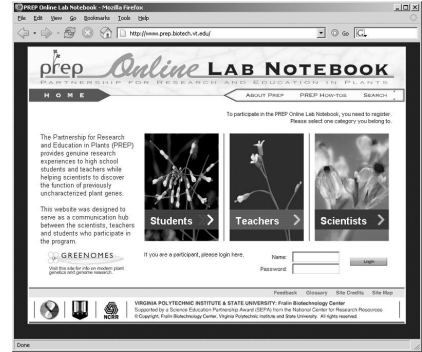 PREP Online Lab Notebook - Mozilla Firefox
File Edit View Go Bookmarks Tools Help
http://www.prep.biotech.vt.edu/
Go
prep Online LAB NOTEBOOK
PARTNERSHIP FOR RESEARCH AND EDUCATION IN PLANTS
HOME
ABOUT PREP PREP HOW-TOS SEARCH
To participate in the PREP Online Lab Notebook, you need to register.
Please select one category you belong to.
The Partnership for Research
and Education in Plants (PREP)
provides genuine research
experiences to high school
students and teachers while
helping scientists to discover
the function of previously
uncharacterized plant genes.
This website was designed to
serve as a communication hub
between the scientists, teachers
and students who participate in
the program.
Students
Teachers
Scientists
GREENOMES
Visit this site for info on modern plant
genetics and genome research.
If you are a participant, please login here.
Name:
Password:
Login
Feedback Glossary Site Credits Site Map
NCRR
VIRGINIA POLYTECHNIC INSTITUTE & STATE UNIVERSITY: Fralin Biotechnology Center
Supported by a Science Education Partnership Award (SEPA) from the National Center for Research Resources
© Copyright, Fralin Biotechnology Center, Virginia Polytechnic Institute and State University. All rights reserved.
Done